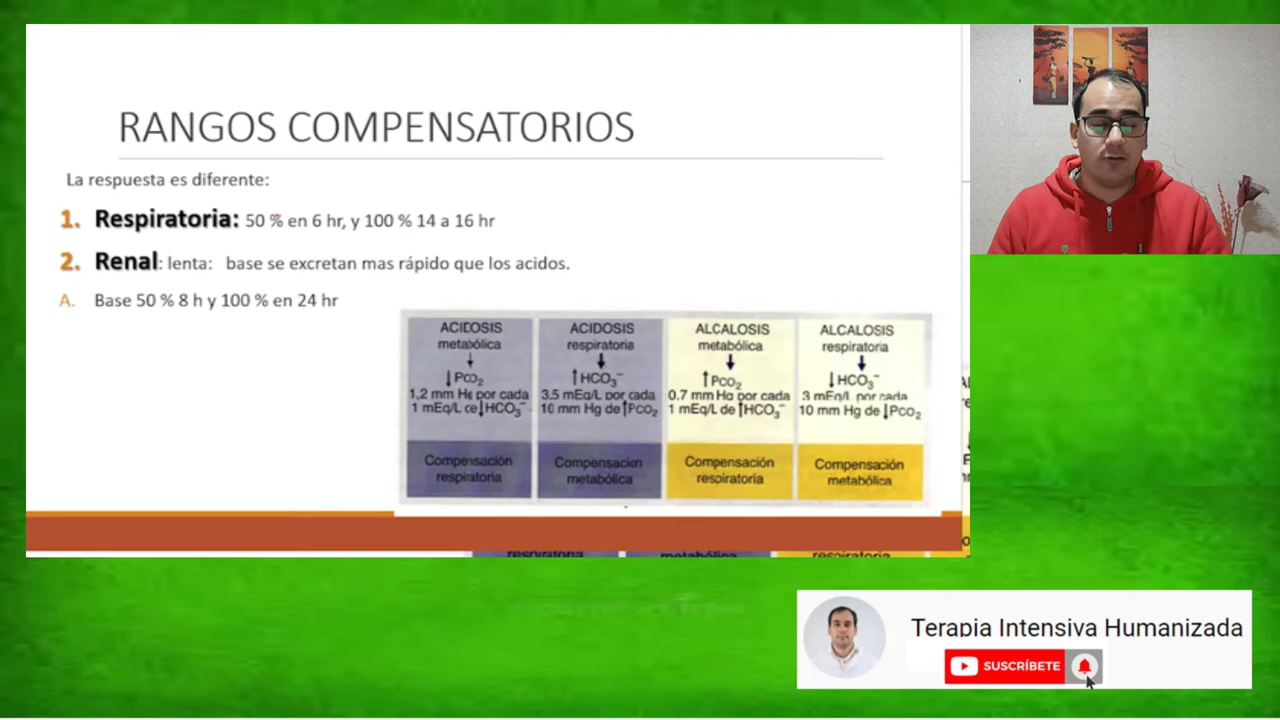 RANGOS COMPENSATORIOS
La respuesta es diferente:
1. Respiratoria: 50 % en 6 hr, y 100 % 14 a 16 hr
2. Renal: lenta: base se excretan mas rápido que los acidos.
A. Base 50 % 8 h y 100 % en 24 hr
ACIDOSIS
metabólica
↓
↓PCO₂
1,2 mm Hg por cada
1 mEq/L de↓HCO₃⁻
Compensación
respiratoria
ACIDOSIS
respiratoria
↓
↑HCO₃⁻
3.5 mEq/L por cada
10 mm Hg de↑PCO₂
Compensación
metabólica
ALCALOSIS
metabólica
↓
↑PCO₂
0.7 mm Hg por cada
1 mEq/L de↑HCO₃⁻
Compensación
respiratoria
ALCALOSIS
respiratoria
↓
↓HCO₃⁻
3 mEq/L por cada
10 mm Hg de↓PCO₂
Compensación
metabólica
respiratoria metabólica respiratoria
Terapia Intensiva Humanizada
SUSCRÍBETE